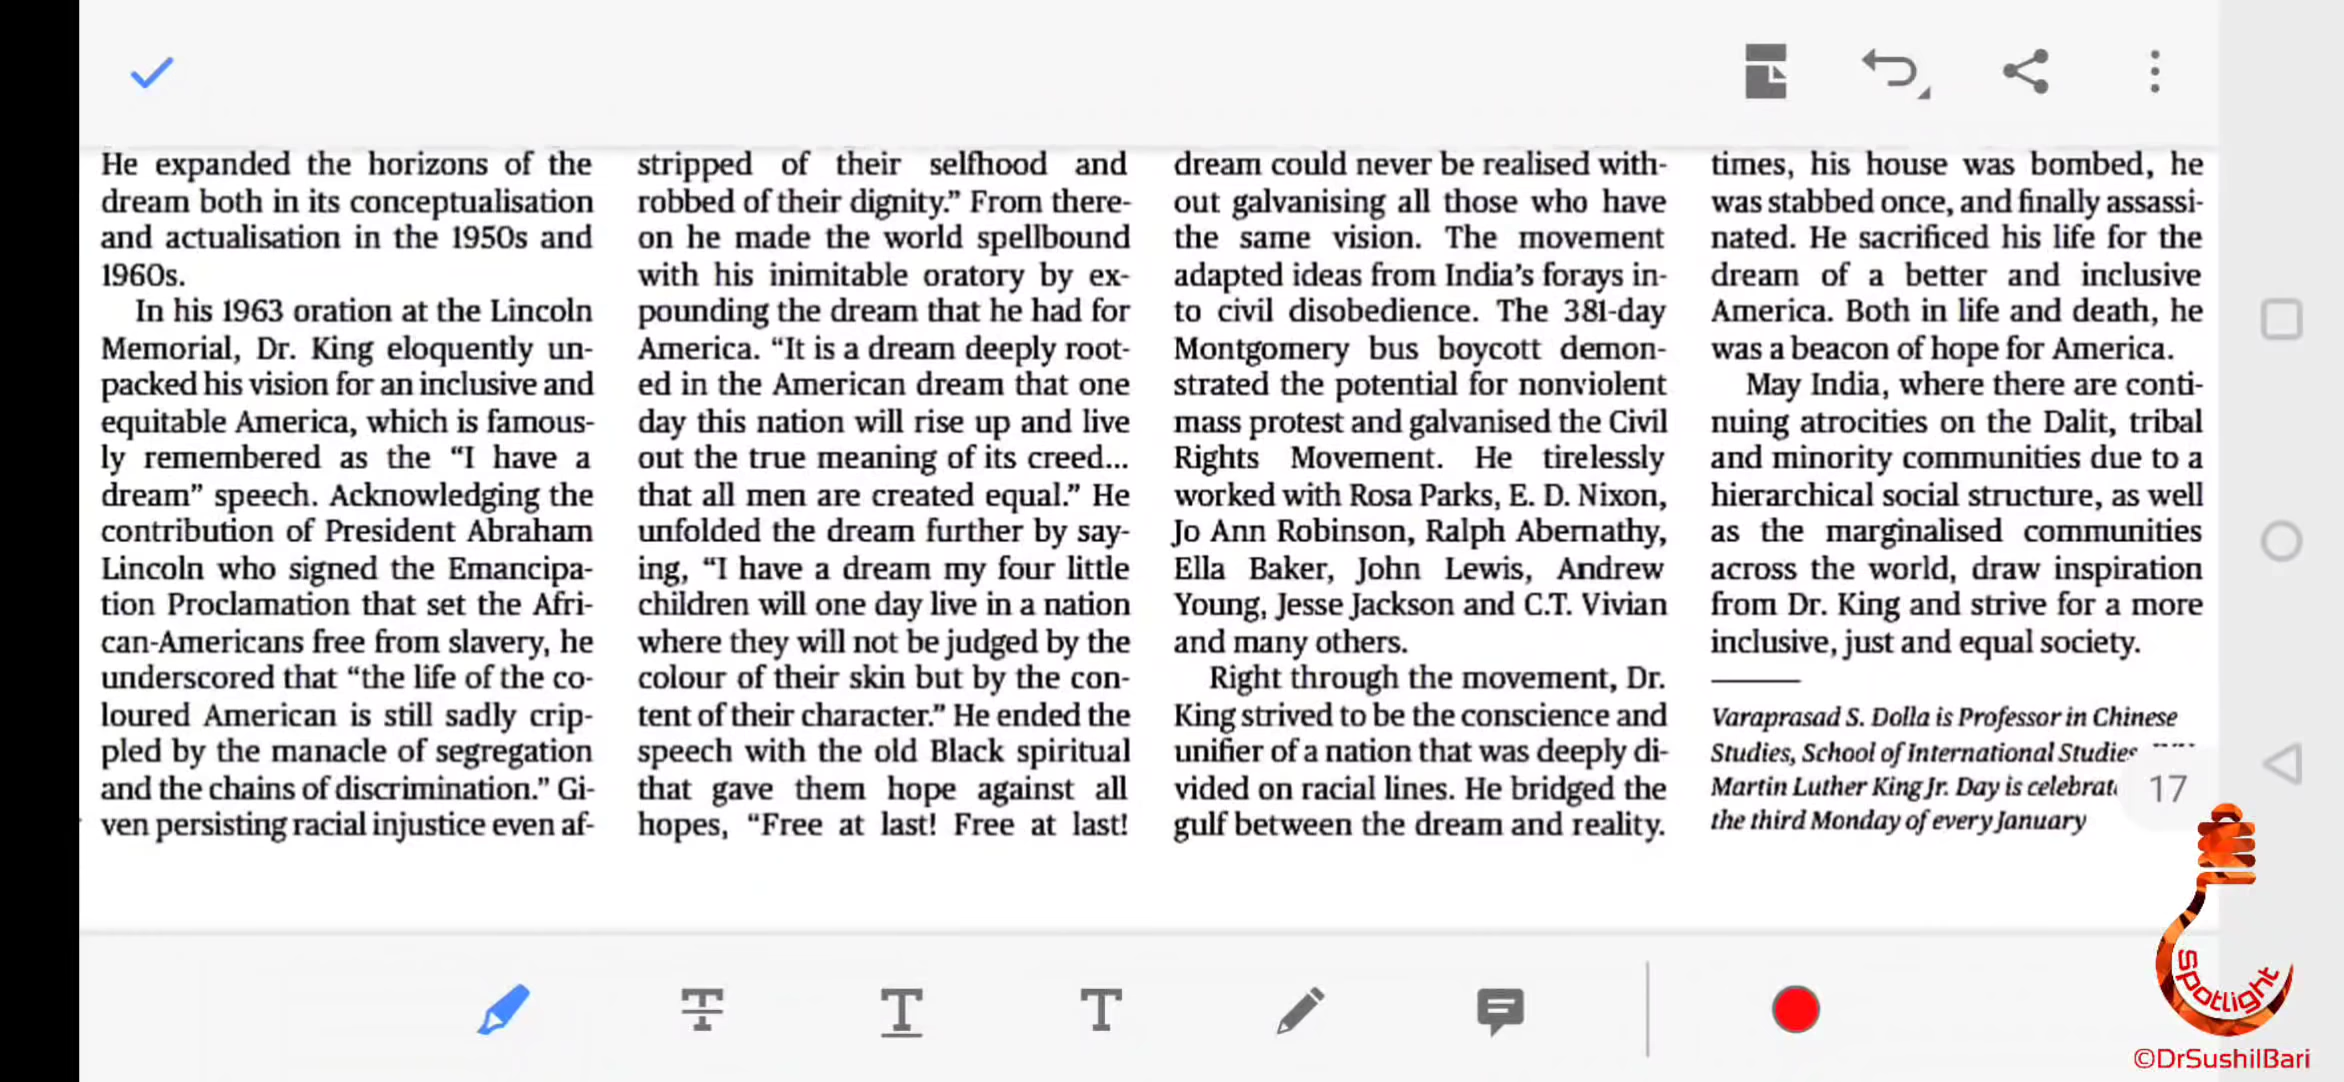 He expanded the horizons of the
dream both in its conceptualisation
and actualisation in the 1950s and
1960s.
In his 1963 oration at the Lincoln
Memorial, Dr. King eloquently un-
packed his vision for an inclusive and
equitable America, which is famous-
ly remembered as the “I have a
dream” speech. Acknowledging the
contribution of President Abraham
Lincoln who signed the Emancipa-
tion Proclamation that set the Afri-
can-Americans free from slavery, he
underscored that “the life of the co-
loured American is still sadly crip-
pled by the manacle of segregation
and the chains of discrimination.” Gi-
ven persisting racial injustice even af-
stripped of their selfhood and
robbed of their dignity.” From there-
on he made the world spellbound
with his inimitable oratory by ex-
pounding the dream that he had for
America. “It is a dream deeply root-
ed in the American dream that one
day this nation will rise up and live
out the true meaning of its creed...
that all men are created equal.” He
unfolded the dream further by say-
ing, “I have a dream my four little
children will one day live in a nation
where they will not be judged by the
colour of their skin but by the con-
tent of their character.” He ended the
speech with the old Black spiritual
that gave them hope against all
hopes, “Free at last! Free at last!
dream could never be realised with-
out galvanising all those who have
the same vision. The movement
adapted ideas from India’s forays in-
to civil disobedience. The 381-day
Montgomery bus boycott demon-
strated the potential for nonviolent
mass protest and galvanised the Civil
Rights Movement. He tirelessly
worked with Rosa Parks, E. D. Nixon,
Jo Ann Robinson, Ralph Abernathy,
Ella Baker, John Lewis, Andrew
Young, Jesse Jackson and C.T. Vivian
and many others.
Right through the movement, Dr.
King strived to be the conscience and
unifier of a nation that was deeply di-
vided on racial lines. He bridged the
gulf between the dream and reality.
times, his house was bombed, he
was stabbed once, and finally assassi-
nated. He sacrificed his life for the
dream of a better and inclusive
America. Both in life and death, he
was a beacon of hope for America.
May India, where there are conti-
nuing atrocities on the Dalit, tribal
and minority communities due to a
hierarchical social structure, as well
as the marginalised communities
across the world, draw inspiration
from Dr. King and strive for a more
inclusive, just and equal society.
Varaprasad S. Dolla is Professor in Chinese
Studies, School of International Studies
Martin Luther King Jr. Day is celebrat
the third Monday of every January
17
Spotlight
©DrSushilBari